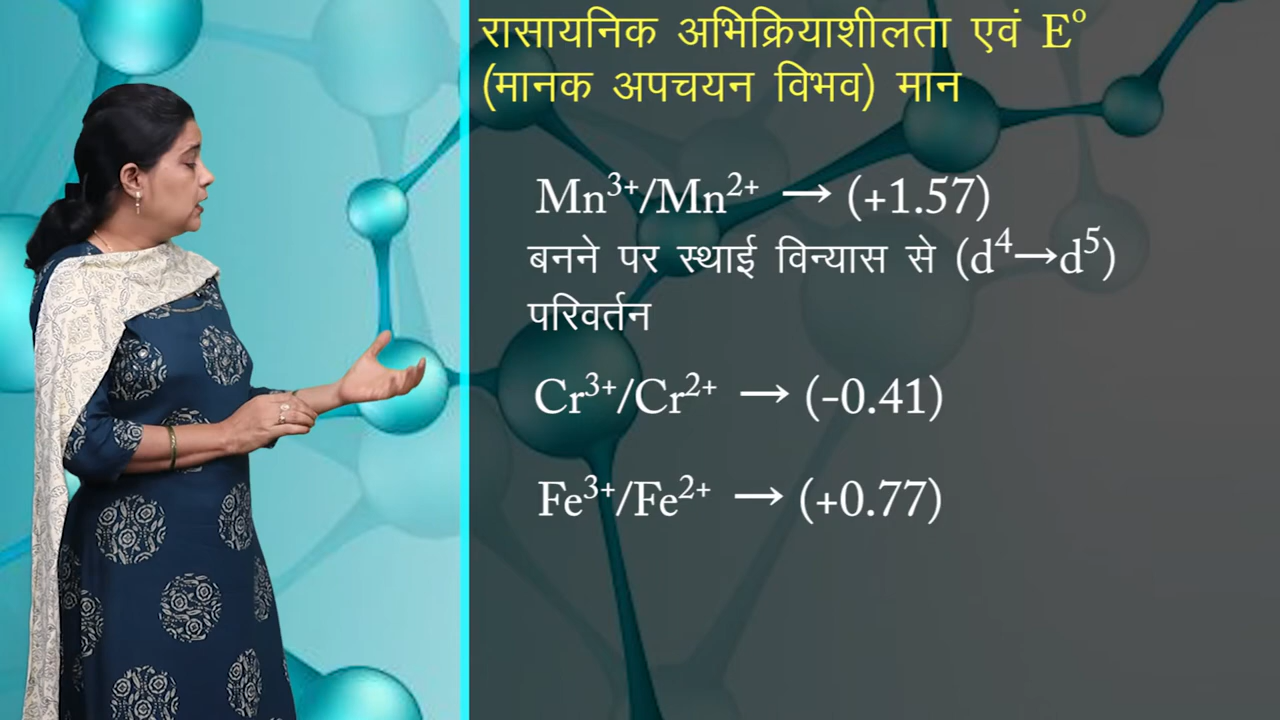 रासायनिक अभिक्रियाशीलता एवं E°
(मानक अपचयन विभव) मान
Mn³⁺/Mn²⁺ → (+1.57)
बनने पर स्थाई विन्यास से (d⁴→d⁵)
परिवर्तन
Cr³⁺/Cr²⁺ → (-0.41)
Fe³⁺/Fe²⁺ → (+0.77)